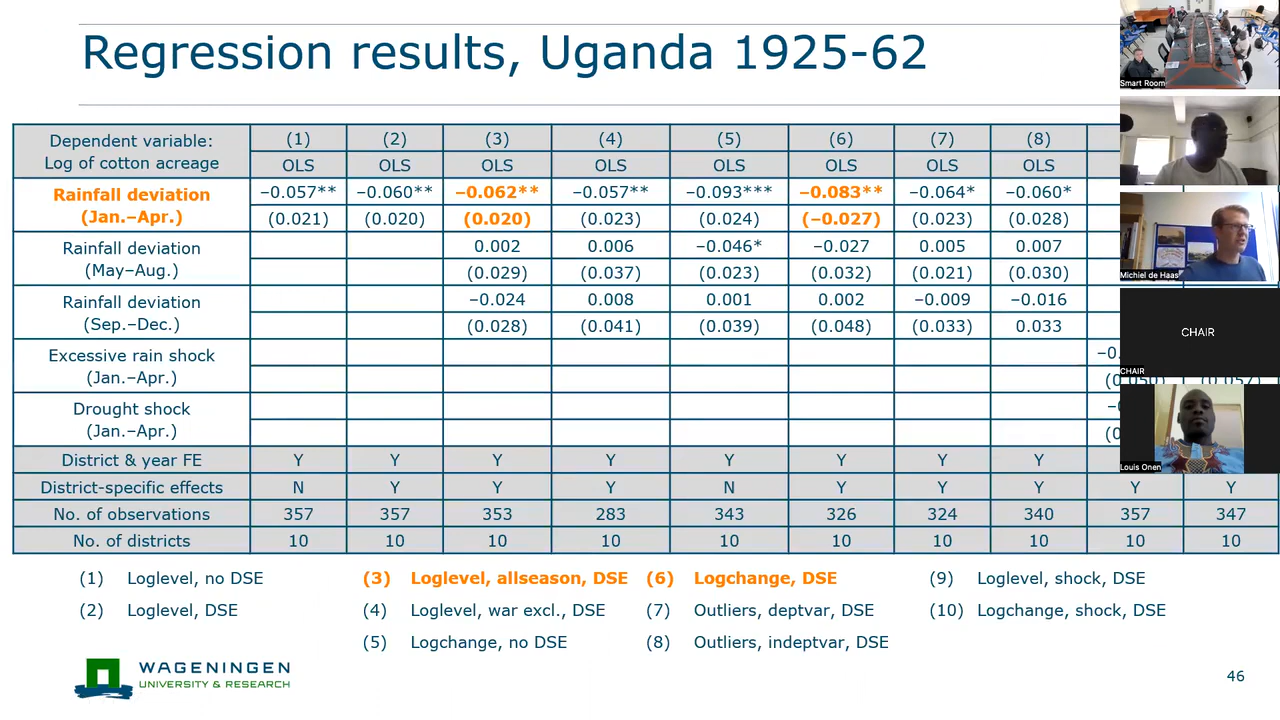 Regression results, Uganda 1925-62
Dependent variable: (1) (2) (3) (4) (5) (6) (7) (8)
Log of cotton acreage OLS OLS OLS OLS OLS OLS OLS OLS
Rainfall deviation −0.057** −0.060** −0.062** −0.057** −0.093*** −0.083** −0.064* −0.060*
(Jan.–Apr.) (0.021) (0.020) (0.020) (0.023) (0.024) (−0.027) (0.023) (0.028)
Rainfall deviation 0.002 0.006 −0.046* −0.027 0.005 0.007
(May–Aug.) (0.029) (0.037) (0.023) (0.032) (0.021) (0.030)
Rainfall deviation −0.024 0.008 0.001 0.002 −0.009 −0.016
(Sep.–Dec.) (0.028) (0.041) (0.039) (0.048) (0.033) 0.033
Excessive rain shock
(Jan.–Apr.)
Drought shock
(Jan.–Apr.)
District & year FE Y Y Y Y Y Y Y Y
District-specific effects N Y Y Y N Y Y Y Y Y
No. of observations 357 357 353 283 343 326 324 340 357 347
No. of districts 10 10 10 10 10 10 10 10 10 10
(1) Loglevel, no DSE (3) Loglevel, allseason, DSE (6) Logchange, DSE (9) Loglevel, shock, DSE
(2) Loglevel, DSE (4) Loglevel, war excl., DSE (7) Outliers, deptvar, DSE (10) Logchange, shock, DSE
(5) Logchange, no DSE (8) Outliers, indeptvar, DSE
WAGENINGEN
UNIVERSITY & RESEARCH
46
Smart Room
Michiel de Haas
CHAIR
CHAIR
Louis Onen